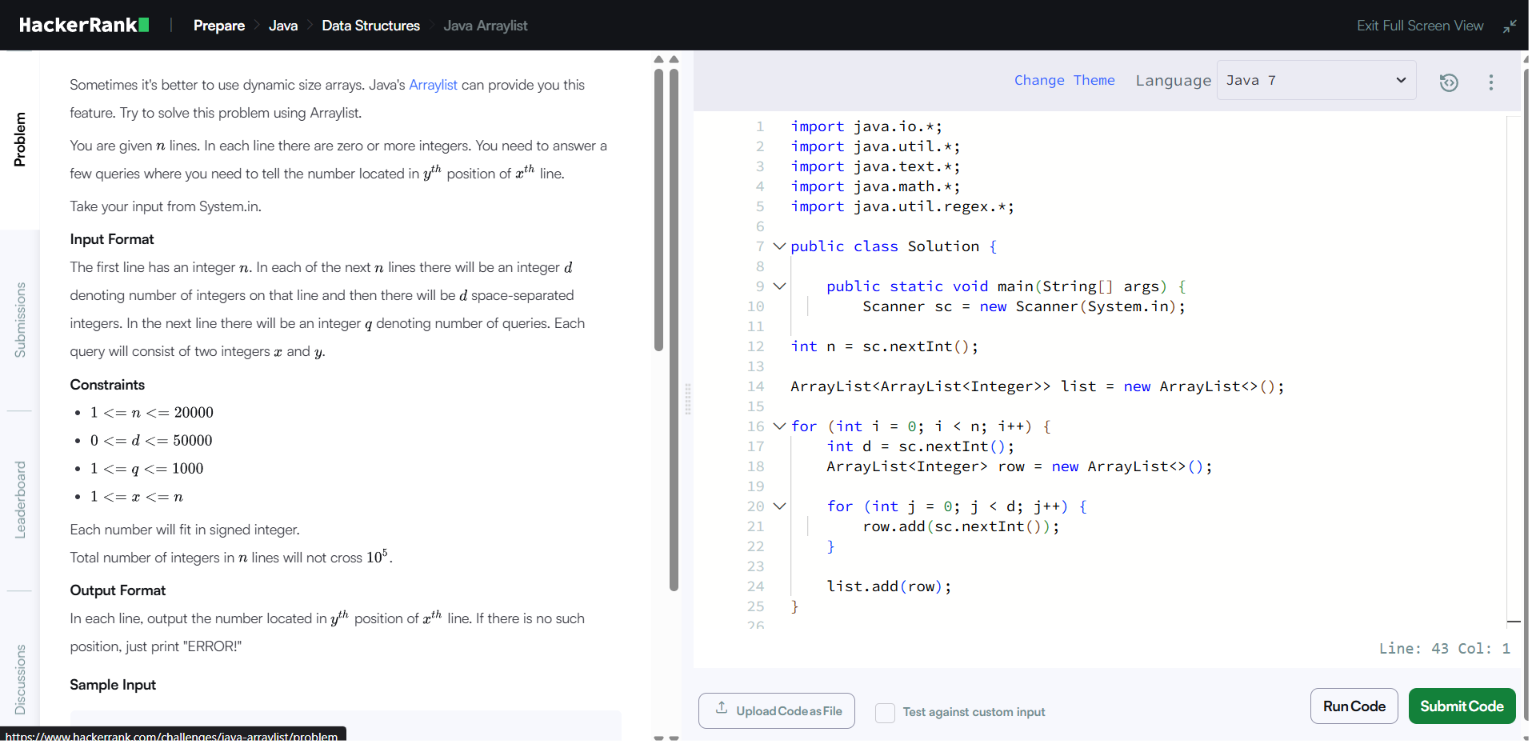 HackerRank | Prepare > Java > Data Structures > Java Arraylist
Exit Full Screen View
Problem
Submissions
Leaderboard
Discussions
Sometimes it's better to use dynamic size arrays. Java's Arraylist can provide you this
feature. Try to solve this problem using Arraylist.
You are given n lines. In each line there are zero or more integers. You need to answer a
few queries where you need to tell the number located in y^th position of x^th line.
Take your input from System.in.
Input Format
The first line has an integer n. In each of the next n lines there will be an integer d
denoting number of integers on that line and then there will be d space-separated
integers. In the next line there will be an integer q denoting number of queries. Each
query will consist of two integers x and y.
Constraints
• 1 <= n <= 20000
• 0 <= d <= 50000
• 1 <= q <= 1000
• 1 <= x <= n
Each number will fit in signed integer.
Total number of integers in n lines will not cross 10^5.
Output Format
In each line, output the number located in y^th position of x^th line. If there is no such
position, just print "ERROR!"
Sample Input
https://www.hackerrank.com/challenges/java-arraylist/problem
Change Theme Language Java 7
1 import java.io.*;
2 import java.util.*;
3 import java.text.*;
4 import java.math.*;
5 import java.util.regex.*;
6
7 public class Solution {
8
9     public static void main(String[] args) {
10         Scanner sc = new Scanner(System.in);
11
12 int n = sc.nextInt();
13
14 ArrayList<ArrayList<Integer>> list = new ArrayList<>();
15
16 for (int i = 0; i < n; i++) {
17     int d = sc.nextInt();
18     ArrayList<Integer> row = new ArrayList<>();
19
20     for (int j = 0; j < d; j++) {
21         row.add(sc.nextInt());
22     }
23
24     list.add(row);
25 }
26
Line: 43 Col: 1
Upload Code as File
Test against custom input
Run Code
Submit Code